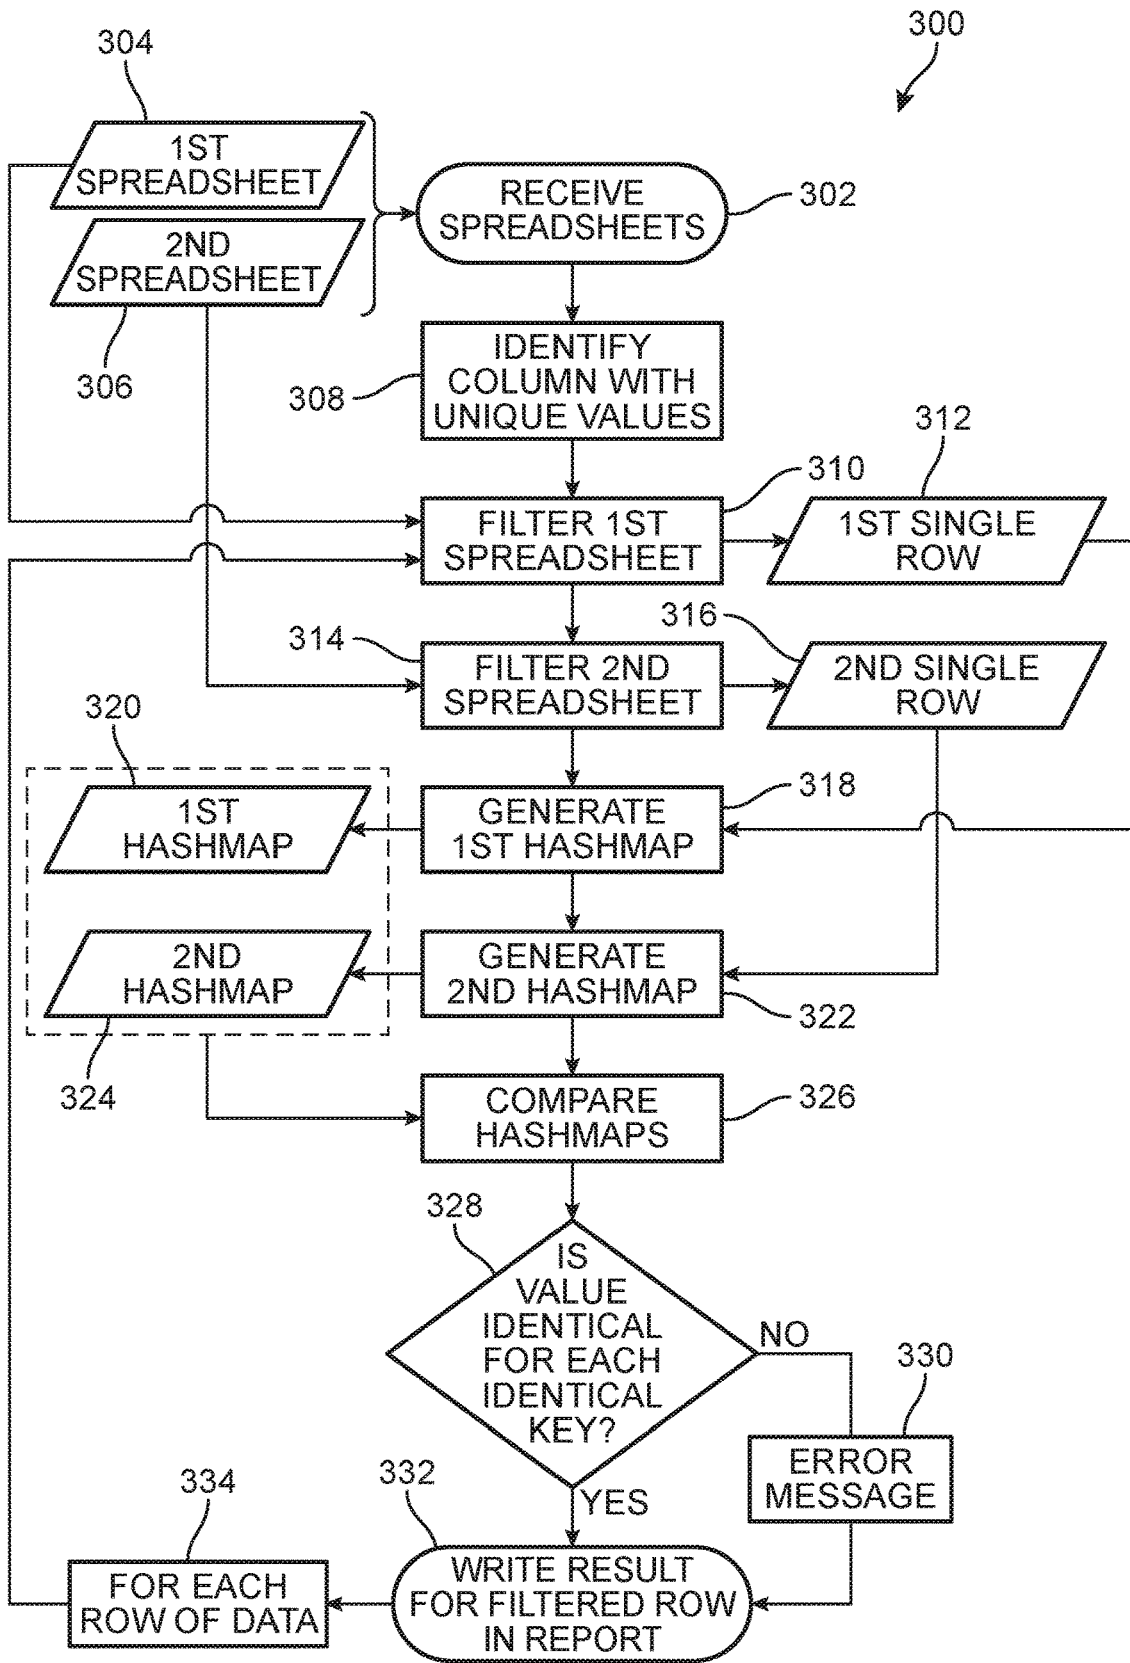 300
304
1ST
SPREADSHEET
2ND
SPREADSHEET
306
RECEIVE
SPREADSHEETS
302
IDENTIFY
COLUMN WITH
UNIQUE VALUES
308
310
312
FILTER 1ST
SPREADSHEET
1ST SINGLE
ROW
314
316
FILTER 2ND
SPREADSHEET
2ND SINGLE
ROW
320
318
1ST
HASHMAP
GENERATE
1ST HASHMAP
2ND
HASHMAP
GENERATE
2ND HASHMAP
322
324
COMPARE
HASHMAPS
326
328
IS
VALUE
IDENTICAL
FOR EACH
IDENTICAL
KEY?
NO
330
ERROR
MESSAGE
YES
332
334
WRITE RESULT
FOR FILTERED ROW
IN REPORT
FOR EACH
ROW OF DATA